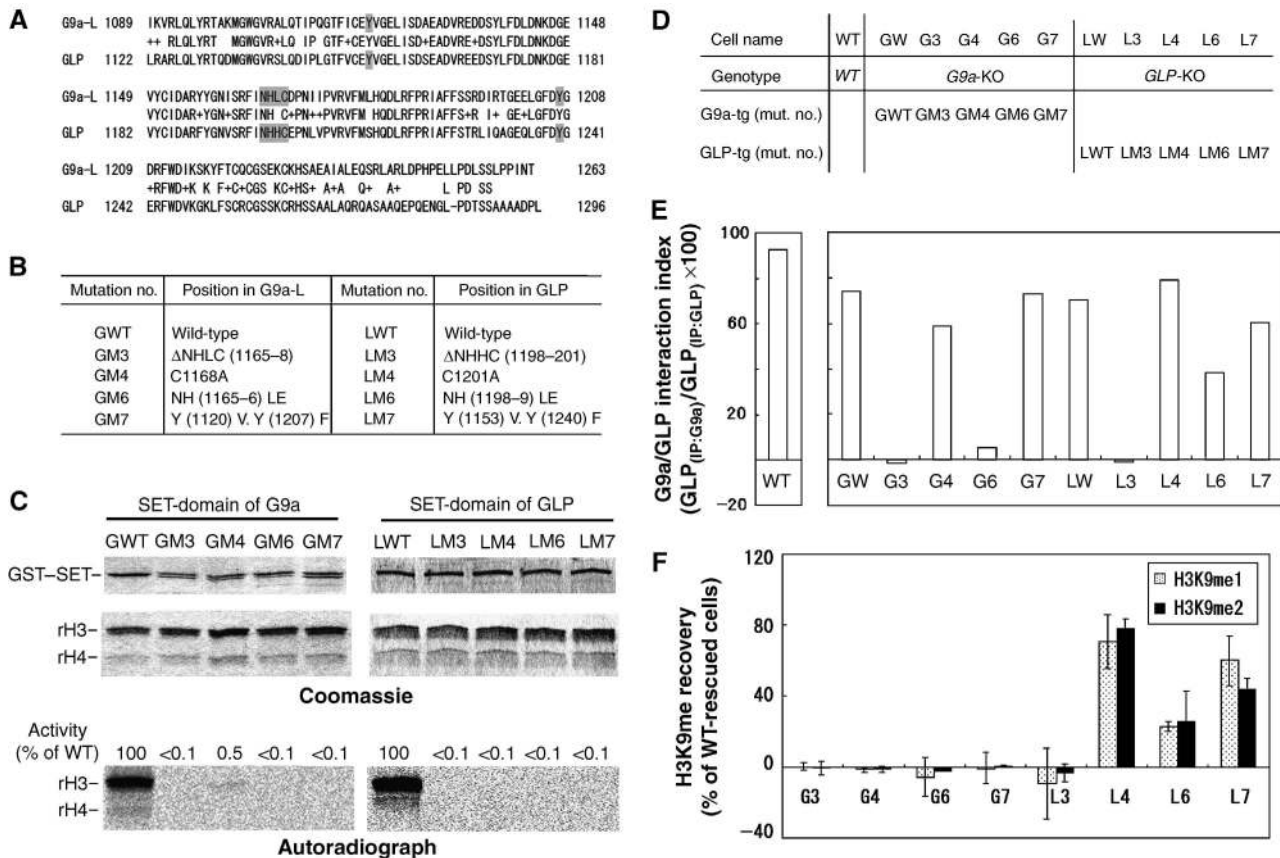 A
G9a-L 1089 IKVRLQLYRTAKMGWGVRALQTIPQGTFICEYVGELISDAEADVREDDSYLFDLDNKDGE 1148
++ RLQLYRT MGWGVR+LQ IP GTF+CEYVGELISD+EADVRE+DSYLFDLDNKDGE
GLP 1122 LRARLQLYRTQDMGWGVRSLQDIPLGTFVCEYVGELISDSEADVREEDSYLFDLDNKDGE 1181
G9a-L 1149 VYCIDARYYGNISRFINHLCDPNIIPVRVFMLHQDLRFPRIAFFSSRDIRTGEELGFDYG 1208
VYCIDAR+YGN+SRFINH C+PN++PVRVFM HQDLRFPRIAFFS+R I GE+LGFDYG
GLP 1182 VYCIDARFYGNVSRFINHHCEPNLVPVRVFMSHQDLRFPRIAFFSTRLIQAGEQLGFDYG 1241
G9a-L 1209 DRFWDIKSKYFTCQCGSEKCKHSAEAIALEQSRLARLDPHPELLPDLSSLPPINT 1263
+RFWD+K K F+C+CGS KC+HS+ A+A Q+ A+ L PD SS
GLP 1242 ERFWDVKGKLFSCRCGSSKCRHSSAALAQRQASAAQEPQENGL-PDTSSAAAADPL 1296
B
Mutation no. Position in G9a-L Mutation no. Position in GLP
GWT Wild-type LWT Wild-type
GM3 ΔNHLC (1165–8) LM3 ΔNHHC (1198–201)
GM4 C1168A LM4 C1201A
GM6 NH (1165–6) LE LM6 NH (1198–9) LE
GM7 Y (1120) V. Y (1207) F LM7 Y (1153) V. Y (1240) F
C
SET-domain of G9a SET-domain of GLP
GWT GM3 GM4 GM6 GM7 LWT LM3 LM4 LM6 LM7
GST–SET–
rH3–
rH4–
Coomassie
Activity
(% of WT) 100 <0.1 0.5 <0.1 <0.1 100 <0.1 <0.1 <0.1 <0.1
rH3–
rH4–
Autoradiograph
D
Cell name WT GW G3 G4 G6 G7 LW L3 L4 L6 L7
Genotype WT G9a-KO GLP-KO
G9a-tg (mut. no.) GWT GM3 GM4 GM6 GM7
GLP-tg (mut. no.) LWT LM3 LM4 LM6 LM7
E
G9a/GLP interaction index
(GLP(IP:G9a)/GLP(IP:GLP) ×100)
100
60
20
−20
WT GW G3 G4 G6 G7 LW L3 L4 L6 L7
F
H3K9me recovery
(% of WT-rescued cells)
120
80
40
0
−40
H3K9me1
H3K9me2
G3 G4 G6 G7 L3 L4 L6 L7